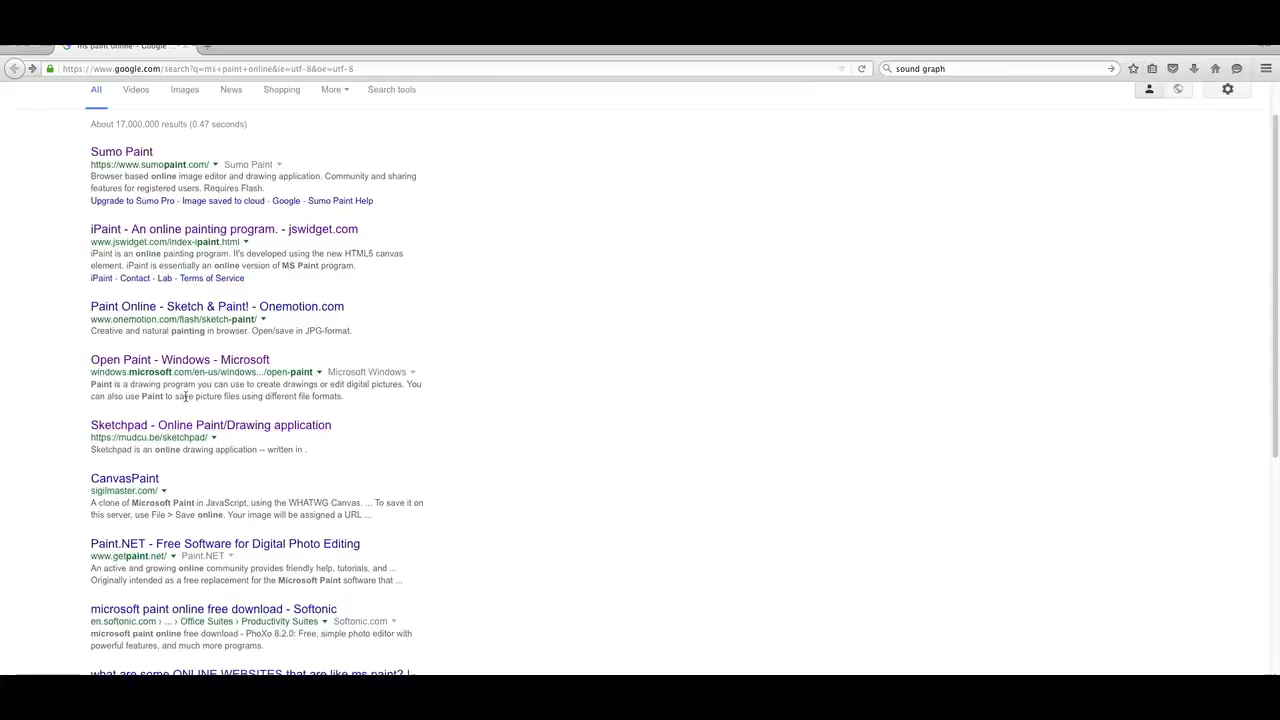 ms paint online - Google ...
https://www.google.com/search?q=ms+paint+online&ie=utf-8&oe=utf-8
sound graph
All Videos Images News Shopping More Search tools
About 17,000,000 results (0.47 seconds)
Sumo Paint
https://www.sumopaint.com/ Sumo Paint
Browser based online image editor and drawing application. Community and sharing
features for registered users. Requires Flash.
Upgrade to Sumo Pro - Image saved to cloud - Google - Sumo Paint Help
iPaint - An online painting program. - jswidget.com
www.jswidget.com/index-ipaint.html
iPaint is an online painting program. It's developed using the new HTML5 canvas
element. iPaint is essentially an online version of MS Paint program.
iPaint - Contact - Lab - Terms of Service
Paint Online - Sketch & Paint! - Onemotion.com
www.onemotion.com/flash/sketch-paint/
Creative and natural painting in browser. Open/save in JPG-format.
Open Paint - Windows - Microsoft
windows.microsoft.com/en-us/windows.../open-paint Microsoft Windows
Paint is a drawing program you can use to create drawings or edit digital pictures. You
can also use Paint to save picture files using different file formats.
Sketchpad - Online Paint/Drawing application
https://mudcu.be/sketchpad/
Sketchpad is an online drawing application -- written in .
CanvasPaint
sigilmaster.com/
A clone of Microsoft Paint in JavaScript, using the WHATWG Canvas. ... To save it on
this server, use File > Save online. Your image will be assigned a URL ...
Paint.NET - Free Software for Digital Photo Editing
www.getpaint.net/ Paint.NET
An active and growing online community provides friendly help, tutorials, and ...
Originally intended as a free replacement for the Microsoft Paint software that ...
microsoft paint online free download - Softonic
en.softonic.com › ... › Office Suites › Productivity Suites Softonic.com
microsoft paint online free download - PhoXo 8.2.0: Free, simple photo editor with
powerful features, and much more programs.
what are some ONLINE WEBSITES that are like ms paint? | -